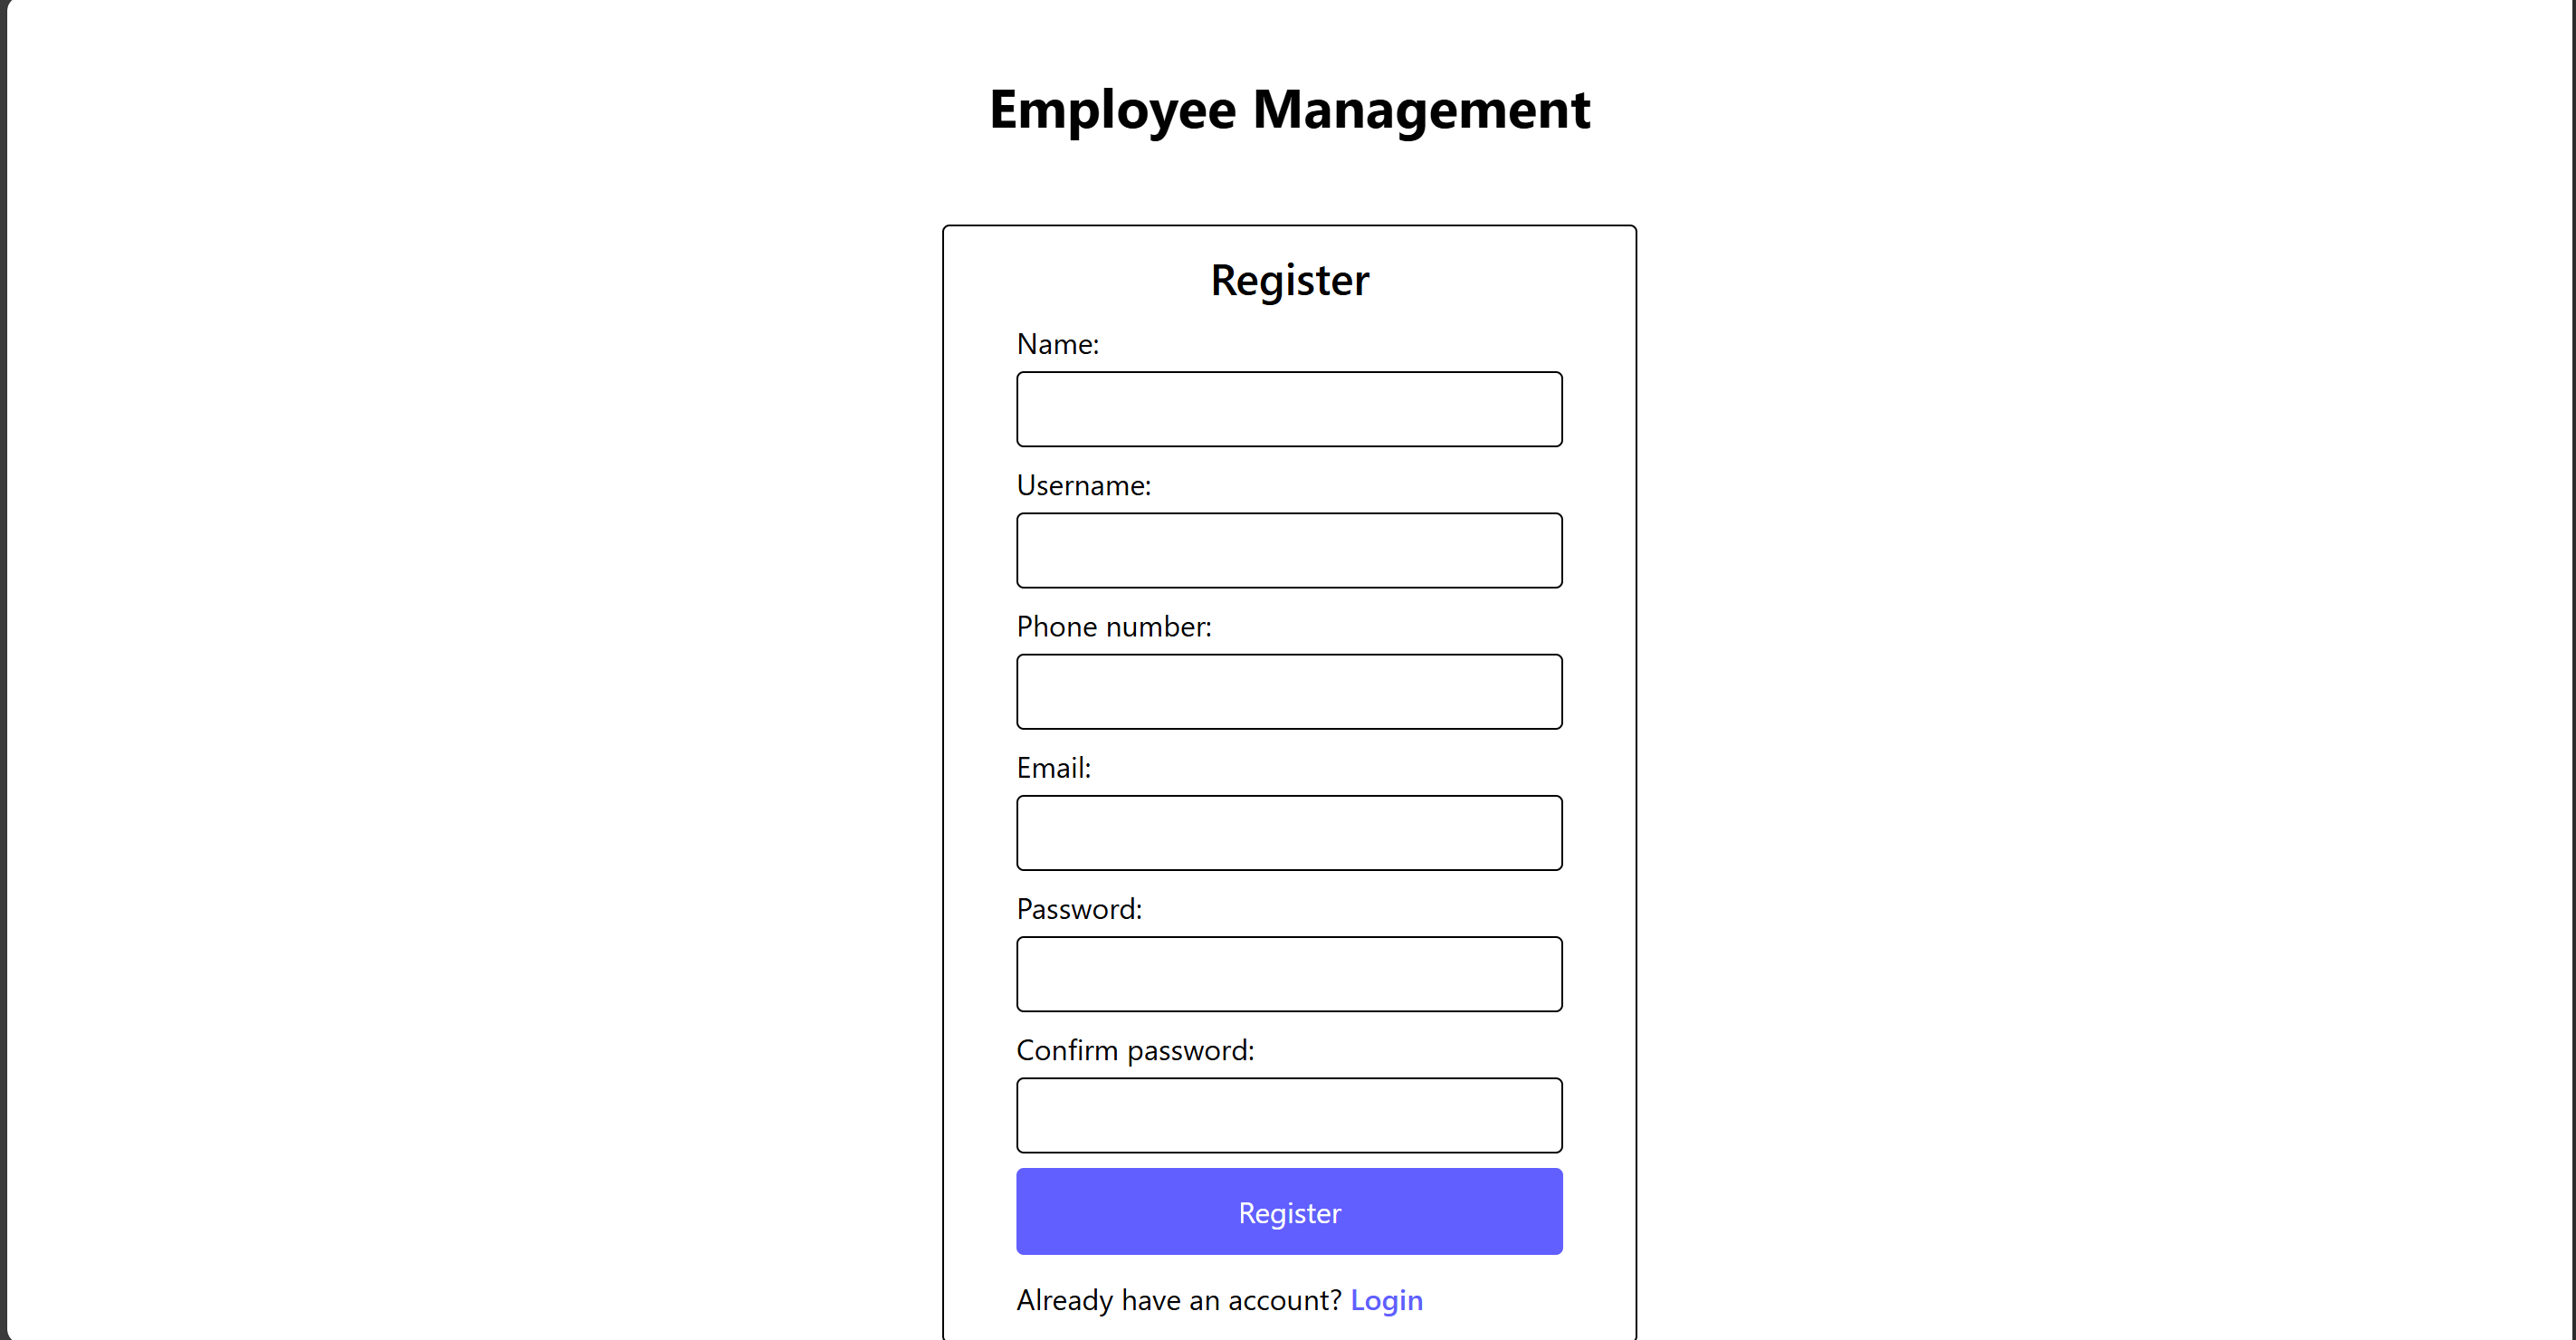 Employee Management
Register
Name:
Username:
Phone number:
Email:
Password:
Confirm password:
Register
Already have an account? Login